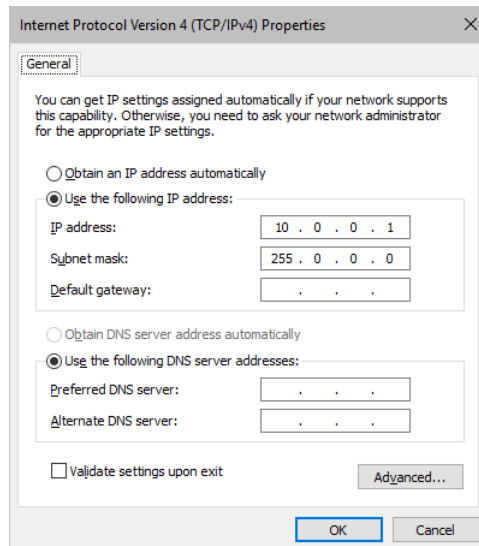 Internet Protocol Version 4 (TCP/IPv4) Properties
General
You can get IP settings assigned automatically if your network supports
this capability. Otherwise, you need to ask your network administrator
for the appropriate IP settings.
Obtain an IP address automatically
Use the following IP address:
IP address: 10 . 0 . 0 . 1
Subnet mask: 255 . 0 . 0 . 0
Default gateway: . . .
Obtain DNS server address automatically
Use the following DNS server addresses:
Preferred DNS server: . . .
Alternate DNS server: . . .
Validate settings upon exit
Advanced...
OK Cancel